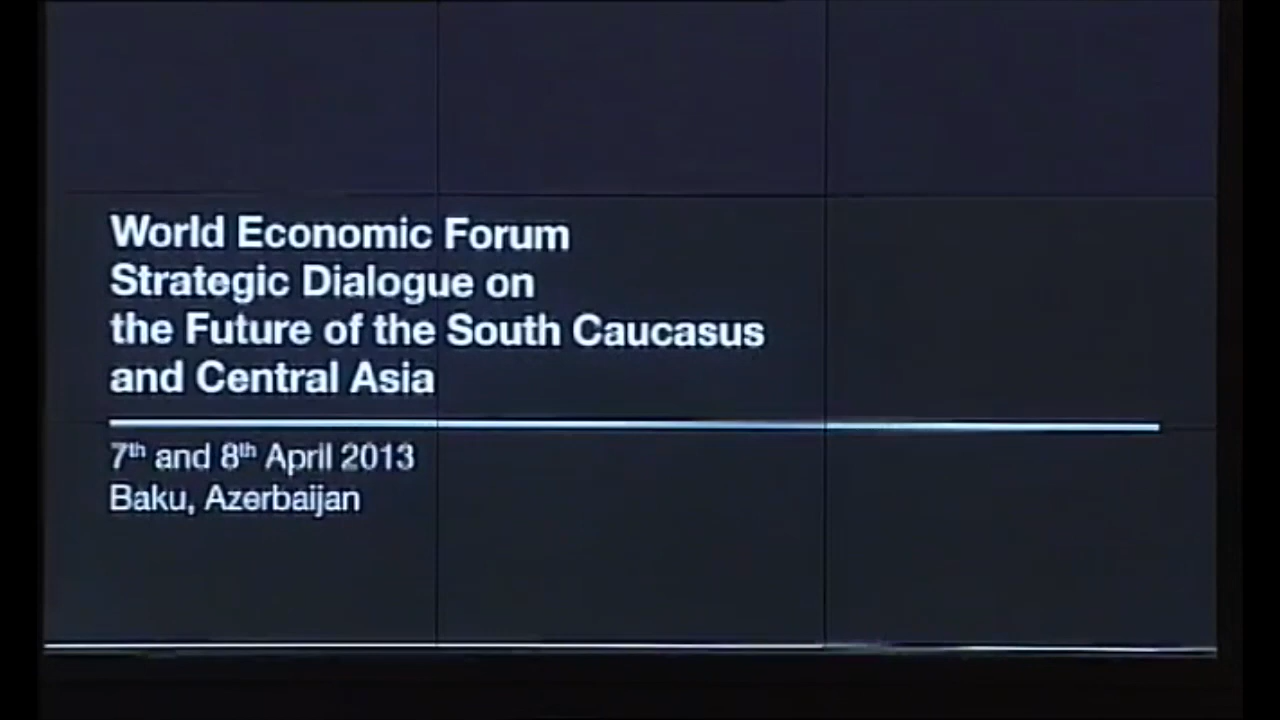 World Economic Forum
Strategic Dialogue on
the Future of the South Caucasus
and Central Asia
7th and 8th April 2013
Baku, Azerbaijan